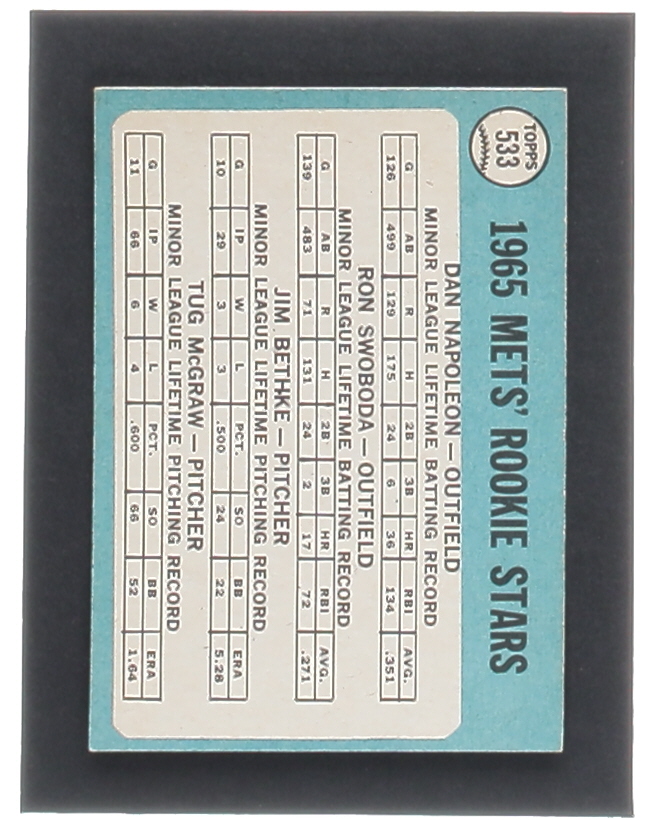 TOPPS
533
1965 METS' ROOKIE STARS
DAN NAPOLEON — OUTFIELD
MINOR LEAGUE LIFETIME BATTING RECORD
G AB R H 2B 3B HR RBI AVG.
126 499 129 175 24 6 36 134 .351
RON SWOBODA — OUTFIELD
MINOR LEAGUE LIFETIME BATTING RECORD
G AB R H 2B 3B HR RBI AVG.
139 483 71 131 24 2 17 72 .271
JIM BETHKE — PITCHER
MINOR LEAGUE LIFETIME PITCHING RECORD
G IP W L PCT. SO BB ERA
10 29 3 3 .500 24 22 5.28
TUG McGRAW — PITCHER
MINOR LEAGUE LIFETIME PITCHING RECORD
G IP W L PCT. SO BB ERA
11 66 6 4 .600 66 52 1.64